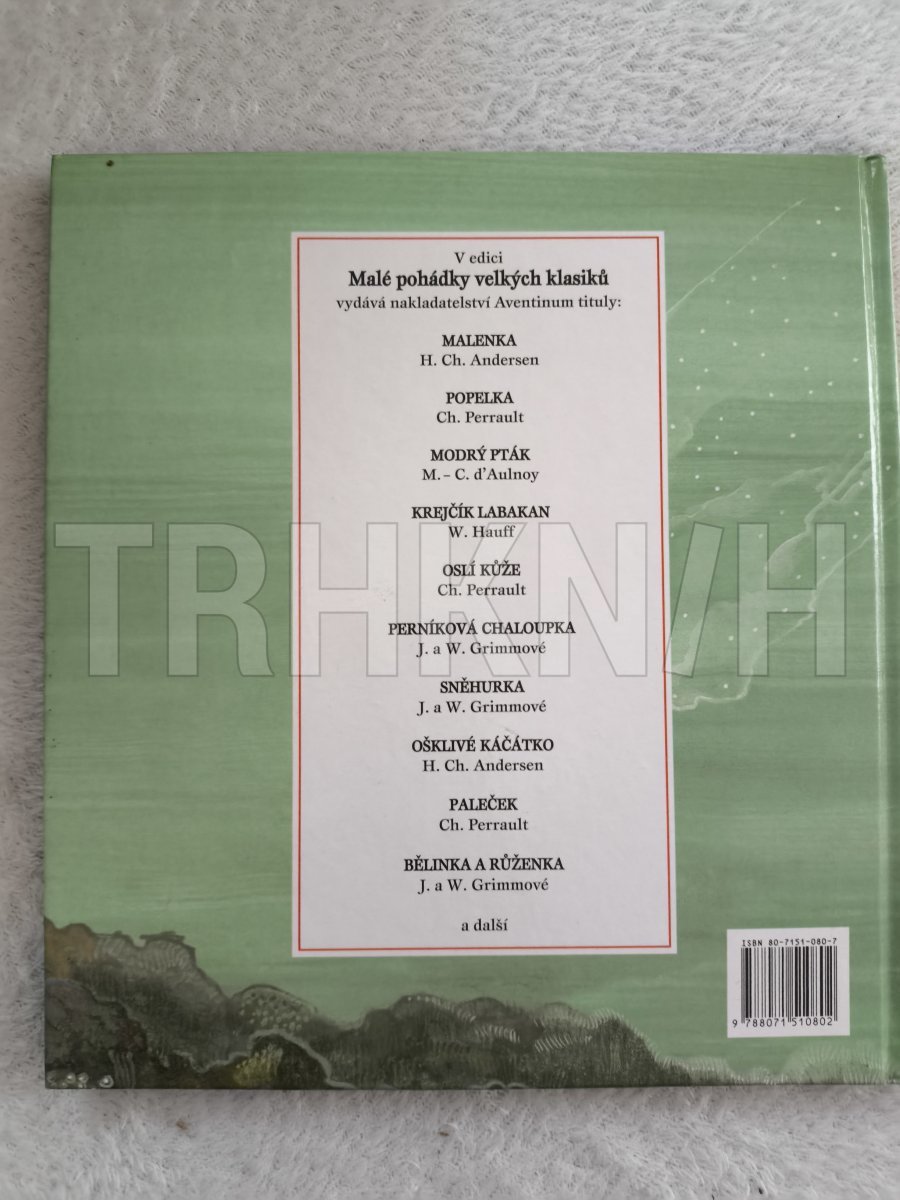 V edici
Malé pohádky velkých klasiků
vydává nakladatelství Aventinum tituly:
MALENKA
H. Ch. Andersen
POPELKA
Ch. Perrault
MODRÝ PTÁK
M. – C. d'Aulnoy
KREJČÍK LABAKAN
W. Hauff
OSLÍ KŮŽE
Ch. Perrault
PERNÍKOVÁ CHALOUPKA
J. a W. Grimmové
SNĚHURKA
J. a W. Grimmové
OŠKLIVÉ KÁČÁTKO
H. Ch. Andersen
PALEČEK
Ch. Perrault
BĚLINKA A RŮŽENKA
J. a W. Grimmové
a další
ISBN 80-7151-080-7
9 788071 510802
TRHKN/H